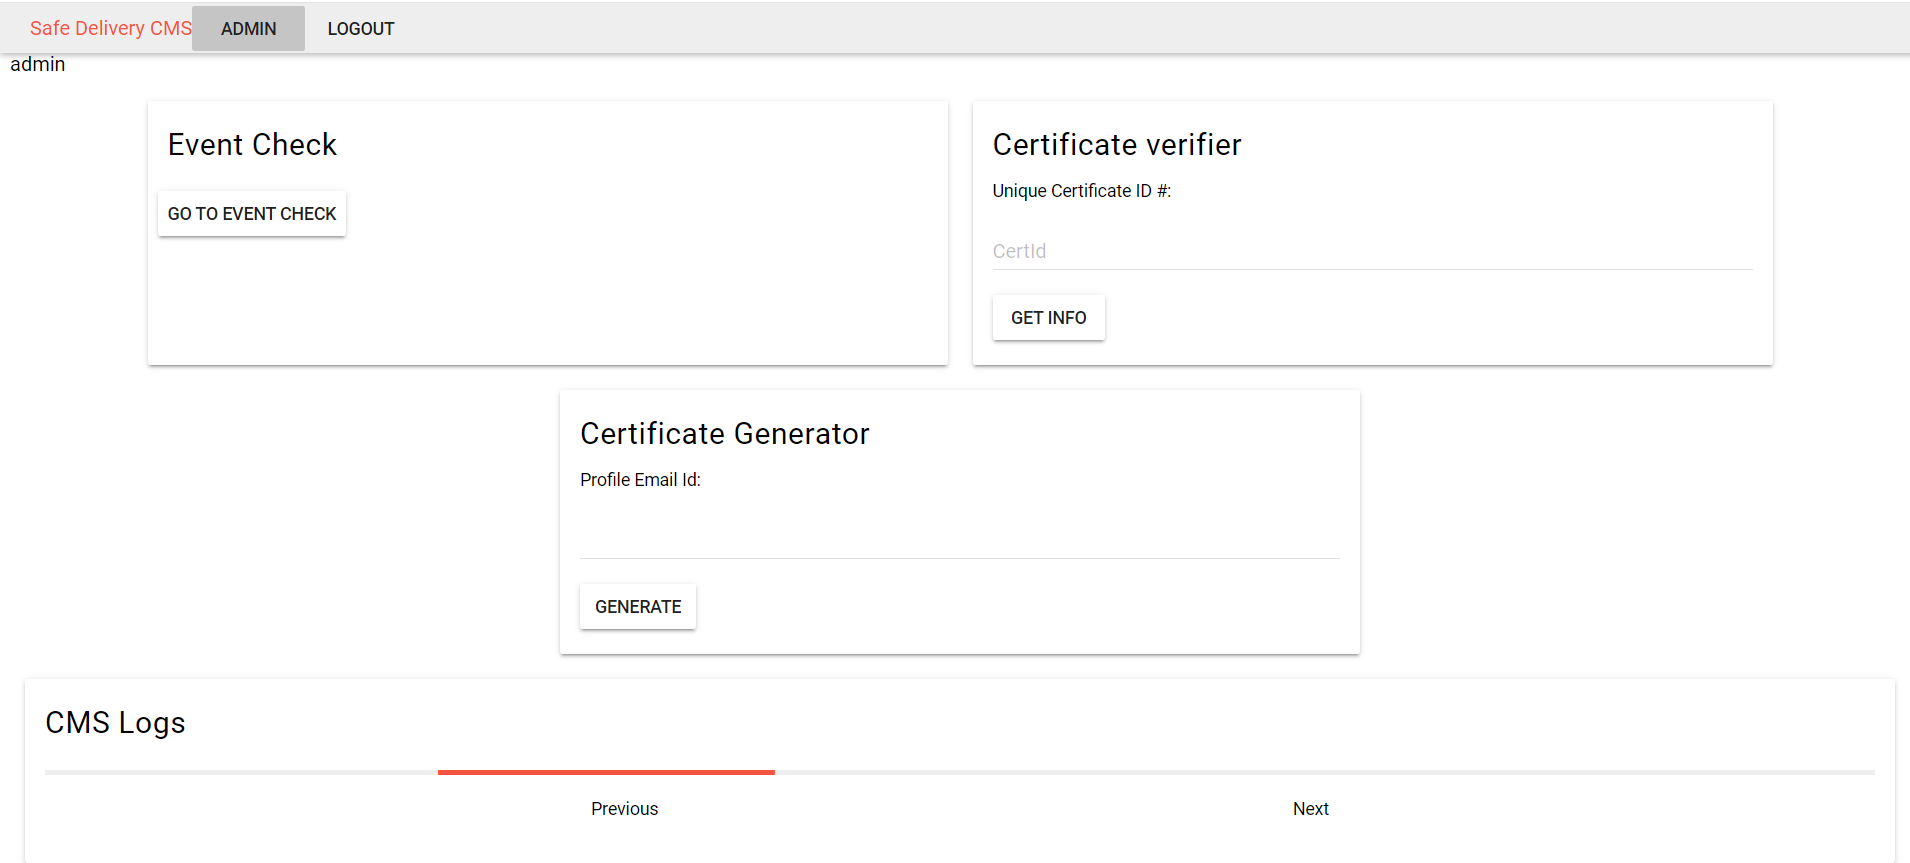 Safe Delivery CMS ADMIN LOGOUT
admin
Event Check
GO TO EVENT CHECK
Certificate verifier
Unique Certificate ID #:
CertId
GET INFO
Certificate Generator
Profile Email Id:
GENERATE
CMS Logs
Previous Next